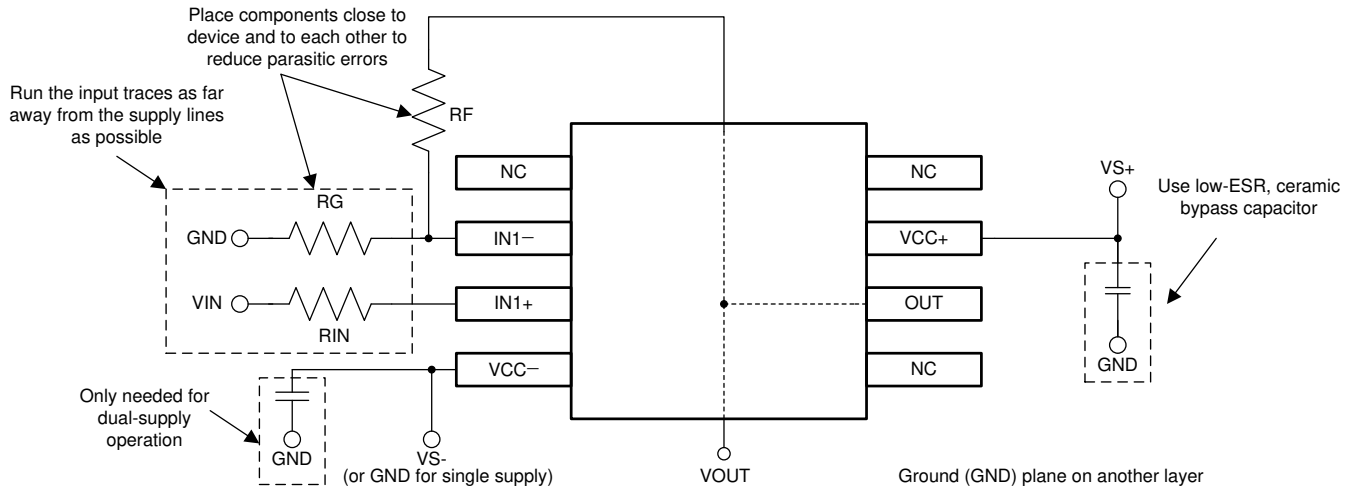 Place components close to
device and to each other to
reduce parasitic errors
Run the input traces as far
away from the supply lines
as possible
RF
NC
NC
VS+
Use low-ESR, ceramic
bypass capacitor
RG
GND
IN1−
VCC+
VIN
IN1+
OUT
RIN
GND
VCC−
NC
Only needed for
dual-supply
operation
GND
VS-
(or GND for single supply)
VOUT
Ground (GND) plane on another layer